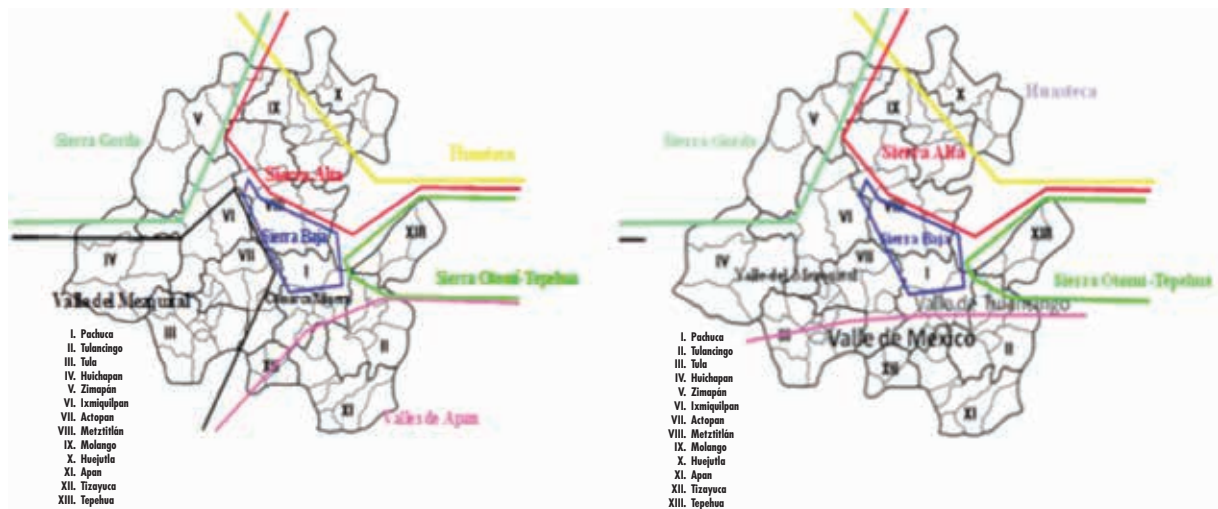 X
IX
V
Sierra Gorda
Huasteca
Sierra Alta
VIII
VI
XIII
Sierra Baja
IV
VII
I
Sierra Otomí-Tepehua
Valle del Mezquital
III
II
XII
XI
Valles de Apan
I. Pachuca
II. Tulancingo
III. Tula
IV. Huichapan
V. Zimapán
VI. Ixmiquilpan
VII. Actopan
VIII. Metztitlán
IX. Molango
X. Huejutla
XI. Apan
XII. Tizayuca
XIII. Tepehua
X
Huasteca
IX
V
Sierra Gorda
Sierra Alta
VIII
VI
XIII
Sierra Baja
IV
VII
I
Valle del Mezquital
Sierra Otomí-Tepehua
Valle de Tulancingo
III
Valle de México
II
XII
XI
I. Pachuca
II. Tulancingo
III. Tula
IV. Huichapan
V. Zimapán
VI. Ixmiquilpan
VII. Actopan
VIII. Metztitlán
IX. Molango
X. Huejutla
XI. Apan
XII. Tizayuca
XIII. Tepehua